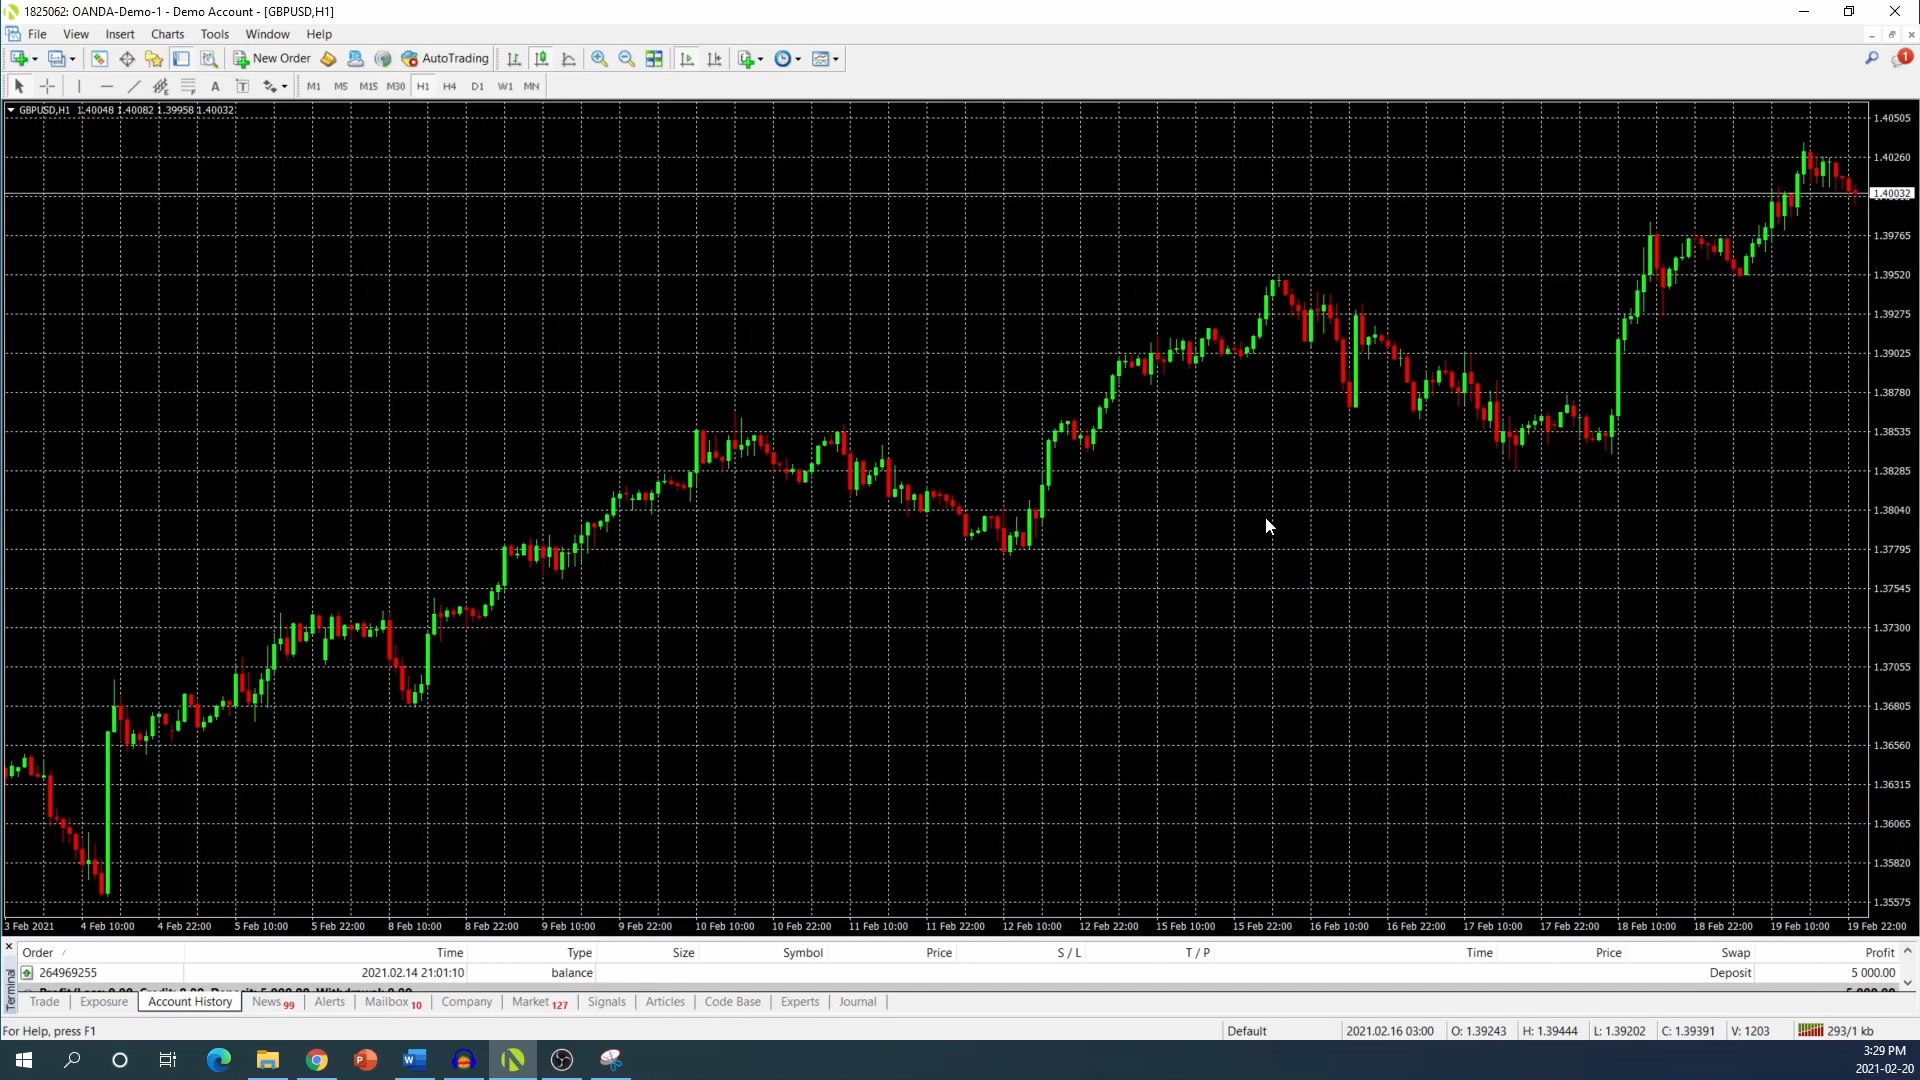 1825062: OANDA-Demo-1 - Demo Account - [GBPUSD,H1]
File View Insert Charts Tools Window Help
New Order AutoTrading 1
A T M1 M5 M15 M30 H1 H4 D1 W1 MN
GBPUSD,H1 1.40048 1.40082 1.39958 1.40032
1.40505
1.40260
1.40032
1.39765
1.39520
1.39275
1.39025
1.38780
1.38535
1.38285
1.38040
1.37795
1.37545
1.37300
1.37055
1.36805
1.36560
1.36315
1.36065
1.35820
1.35575
3 Feb 2021 4 Feb 10:00 4 Feb 22:00 5 Feb 10:00 5 Feb 22:00 8 Feb 10:00 8 Feb 22:00 9 Feb 10:00 9 Feb 22:00 10 Feb 10:00 10 Feb 22:00 11 Feb 10:00 11 Feb 22:00 12 Feb 10:00 12 Feb 22:00 15 Feb 10:00 15 Feb 22:00 16 Feb 10:00 16 Feb 22:00 17 Feb 10:00 17 Feb 22:00 18 Feb 10:00 18 Feb 22:00 19 Feb 10:00 19 Feb 22:00
Order / Time Type Size Symbol Price S / L T / P Time Price Swap Profit
264969255 2021.02.14 21:01:10 balance Deposit 5 000.00
Terminal
Trade Exposure Account History News 99 Alerts Mailbox 10 Company Market 127 Signals Articles Code Base Experts Journal
For Help, press F1 Default 2021.02.16 03:00 O: 1.39243 H: 1.39444 L: 1.39202 C: 1.39391 V: 1203 293/1 kb
3:29 PM
2021-02-20